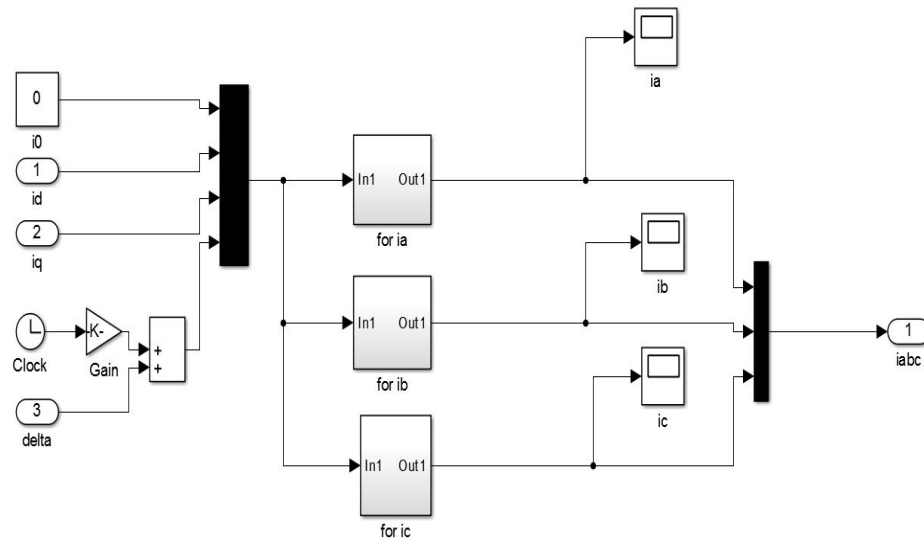 0
i0
1
id
2
iq
Clock
-K-
Gain
+
+
3
delta
In1 Out1
for ia
In1 Out1
for ib
In1 Out1
for ic
ia
ib
ic
1
iabc